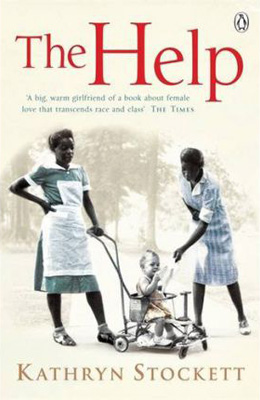 The Help
'A big, warm girlfriend of a book about female
love that transcends race and class' THE TIMES
KATHRYN STOCKETT